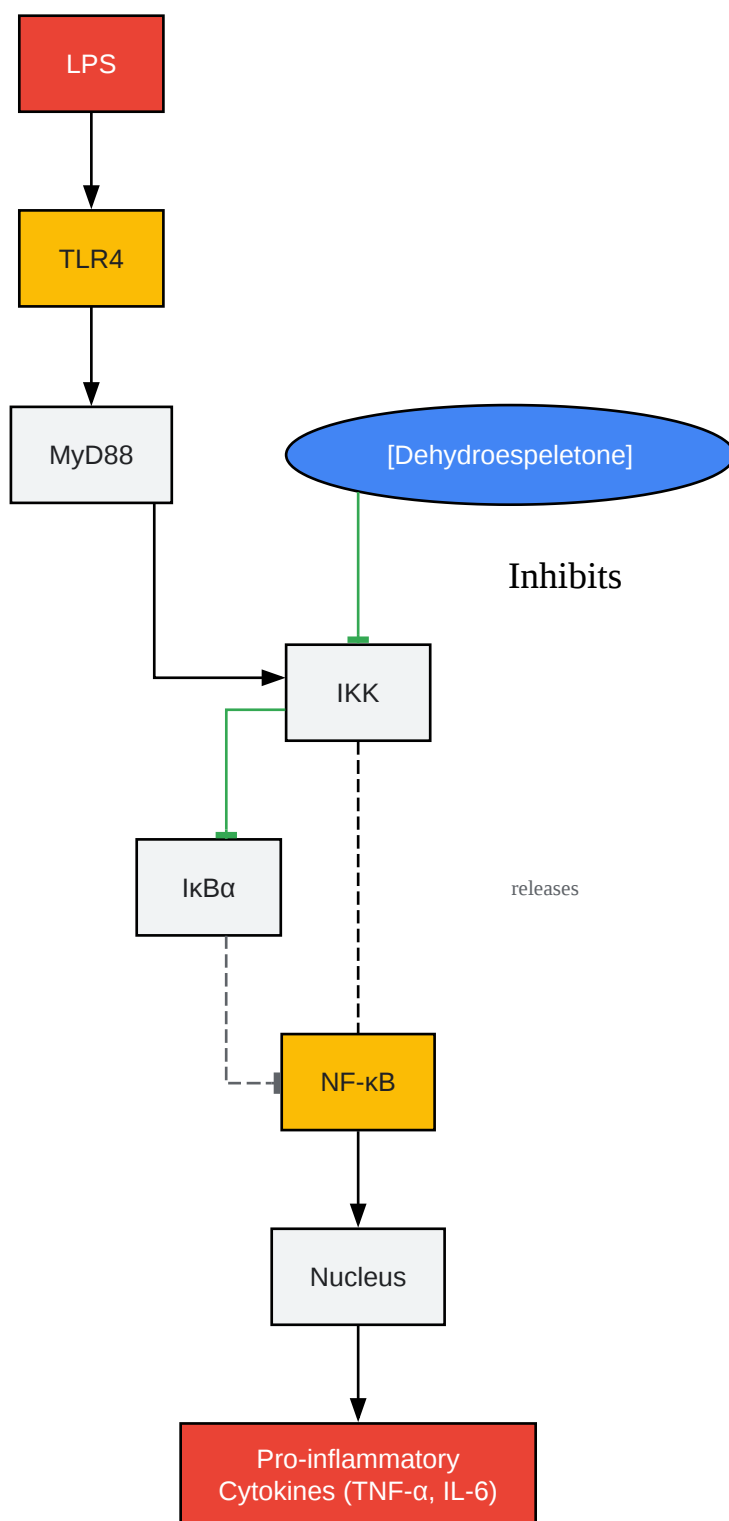 LPS
TLR4
MyD88
[Dehydroespeletone]
Inhibits
IKK
IκBα
releases
NF-κB
Nucleus
Pro-inflammatory
Cytokines (TNF-α, IL-6)